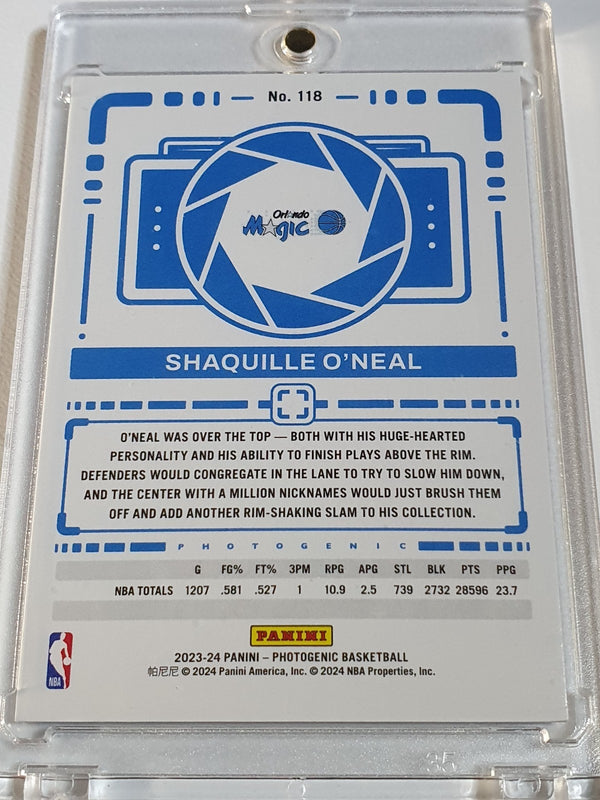 No. 118
Orlando
Magic
SHAQUILLE O'NEAL
O'NEAL WAS OVER THE TOP — BOTH WITH HIS HUGE-HEARTED
PERSONALITY AND HIS ABILITY TO FINISH PLAYS ABOVE THE RIM.
DEFENDERS WOULD CONGREGATE IN THE LANE TO TRY TO SLOW HIM DOWN,
AND THE CENTER WITH A MILLION NICKNAMES WOULD JUST BRUSH THEM
OFF AND ADD ANOTHER RIM-SHAKING SLAM TO HIS COLLECTION.
PHOTOGENIC
G FG% FT% 3PM RPG APG STL BLK PTS PPG
NBA TOTALS 1207 .581 .527 1 10.9 2.5 739 2732 28596 23.7
PANINI
2023-24 PANINI – PHOTOGENIC BASKETBALL
帕尼尼 © 2024 Panini America, Inc. © 2024 NBA Properties, Inc.
NBA